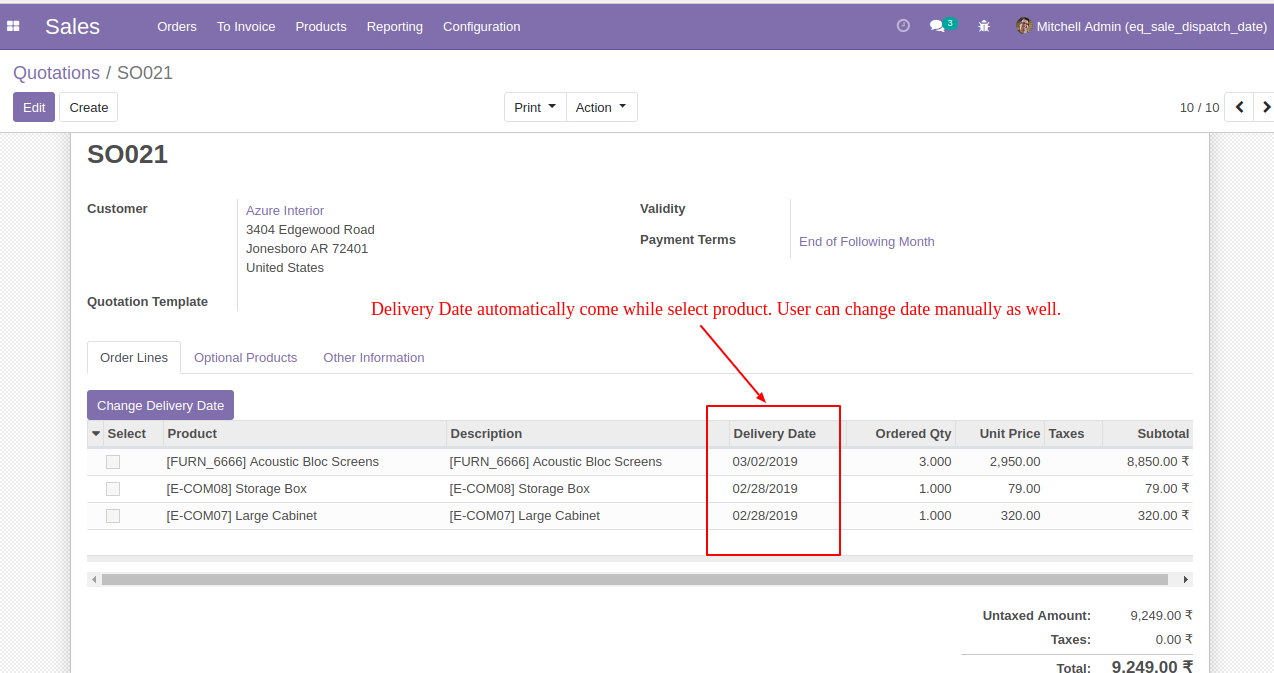 Sales Orders To Invoice Products Reporting Configuration 3 Mitchell Admin (eq_sale_dispatch_date)
Quotations / SO021
Edit Create Print Action 10 / 10
SO021
Customer Azure Interior Validity
3404 Edgewood Road
Jonesboro AR 72401 Payment Terms End of Following Month
United States
Quotation Template
Delivery Date automatically come while select product. User can change date manually as well.
Order Lines Optional Products Other Information
Change Delivery Date
Select Product Description Delivery Date Ordered Qty Unit Price Taxes Subtotal
[FURN_6666] Acoustic Bloc Screens [FURN_6666] Acoustic Bloc Screens 03/02/2019 3.000 2,950.00 8,850.00 ₹
[E-COM08] Storage Box [E-COM08] Storage Box 02/28/2019 1.000 79.00 79.00 ₹
[E-COM07] Large Cabinet [E-COM07] Large Cabinet 02/28/2019 1.000 320.00 320.00 ₹
Untaxed Amount: 9,249.00 ₹
Taxes: 0.00 ₹
Total: 9,249.00 ₹